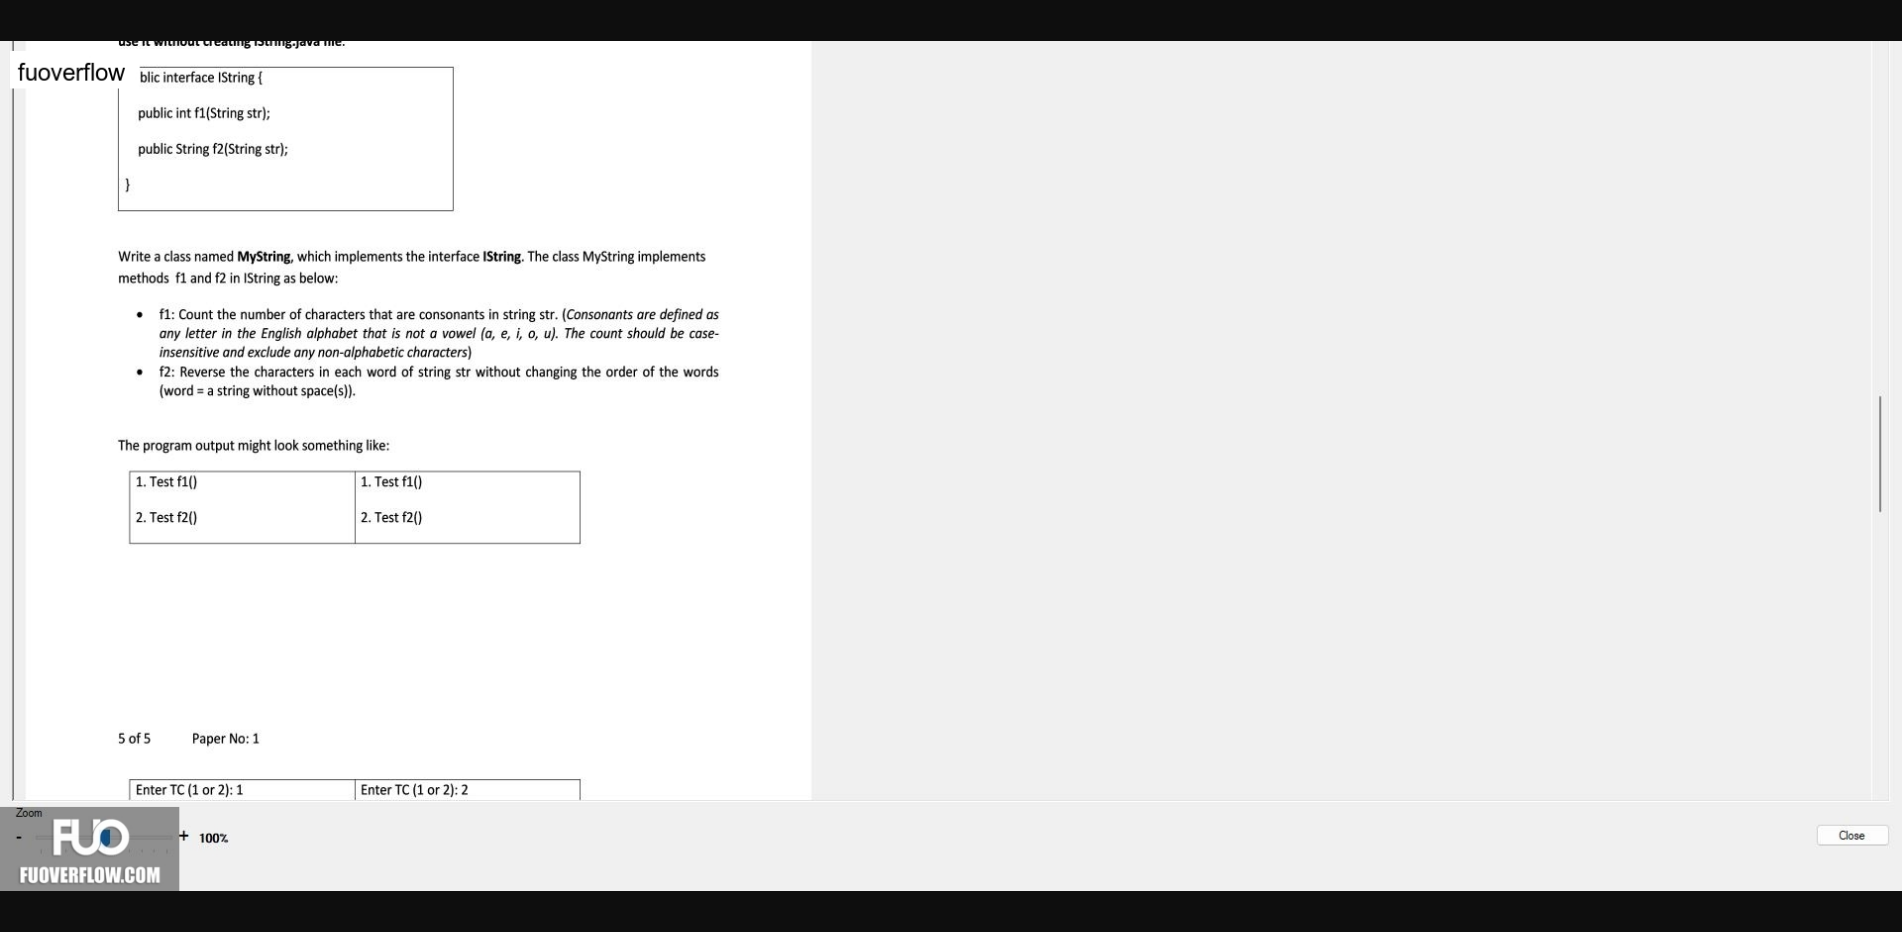 use it without creating IString.java file.
fuoverflow
blic interface IString {
public int f1(String str);
public String f2(String str);
}
Write a class named MyString, which implements the interface IString. The class MyString implements
methods f1 and f2 in IString as below:
• f1: Count the number of characters that are consonants in string str. (Consonants are defined as
any letter in the English alphabet that is not a vowel (a, e, i, o, u). The count should be case-
insensitive and exclude any non-alphabetic characters)
• f2: Reverse the characters in each word of string str without changing the order of the words
(word = a string without space(s)).
The program output might look something like:
1. Test f1() 1. Test f1()
2. Test f2() 2. Test f2()
5 of 5 Paper No: 1
Enter TC (1 or 2): 1 Enter TC (1 or 2): 2
Zoom
- + 100%
Close
FUO
FUOVERFLOW.COM